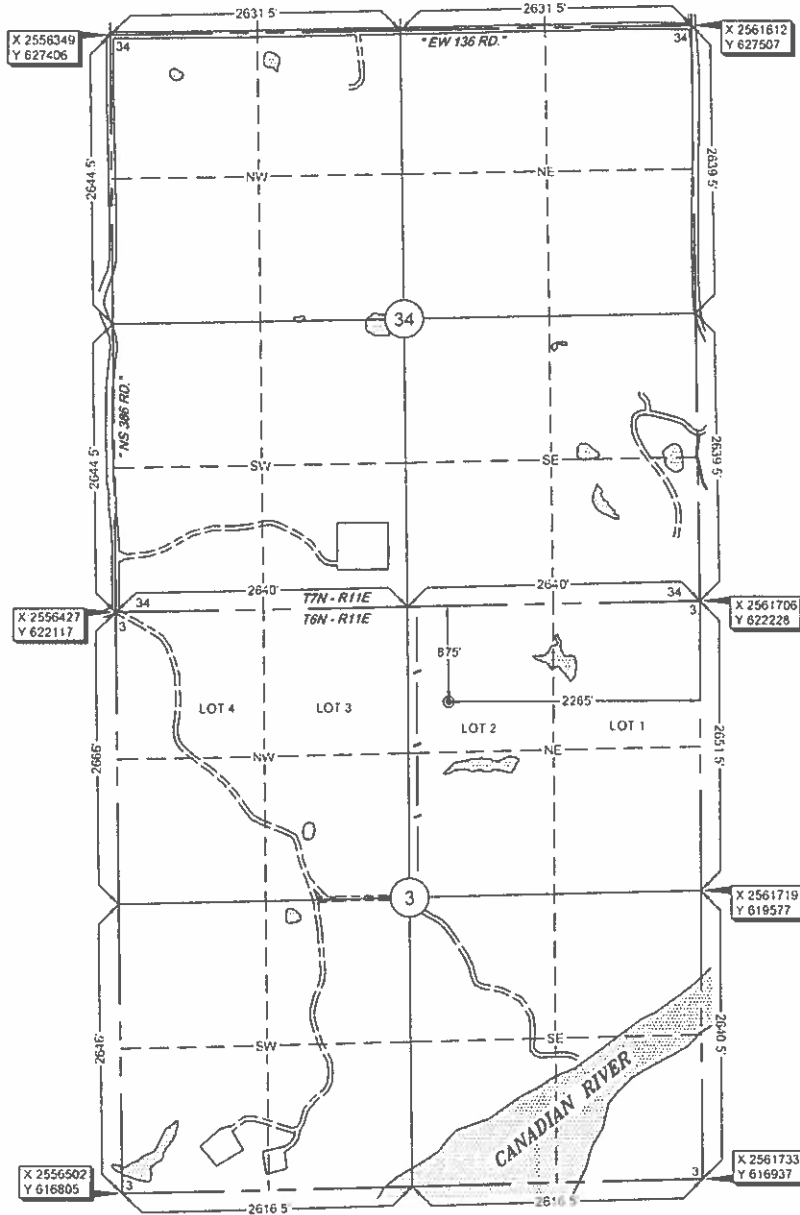 2631 5'
2631 5'
X 2556349
Y 627406
X 2561612
Y 627507
34
"EW 136 RD."
34
2644 5'
NW
NE
2639 5'
34
"NS 386 RD."
2644 5'
SW
SE
2639 5'
34
2640'
T7N - R11E
2640'
34
X 2556427
Y 622117
3
T6N - R11E
3
X 2561706
Y 622228
875'
2265'
LOT 4
LOT 3
LOT 2
LOT 1
2666'
NW
NE
2651 5'
3
X 2561719
Y 619577
2646'
SW
SE
2640 5'
CANADIAN RIVER
X 2556502
Y 616805
3
3
X 2561733
Y 616937
2616 5'
2616 5'